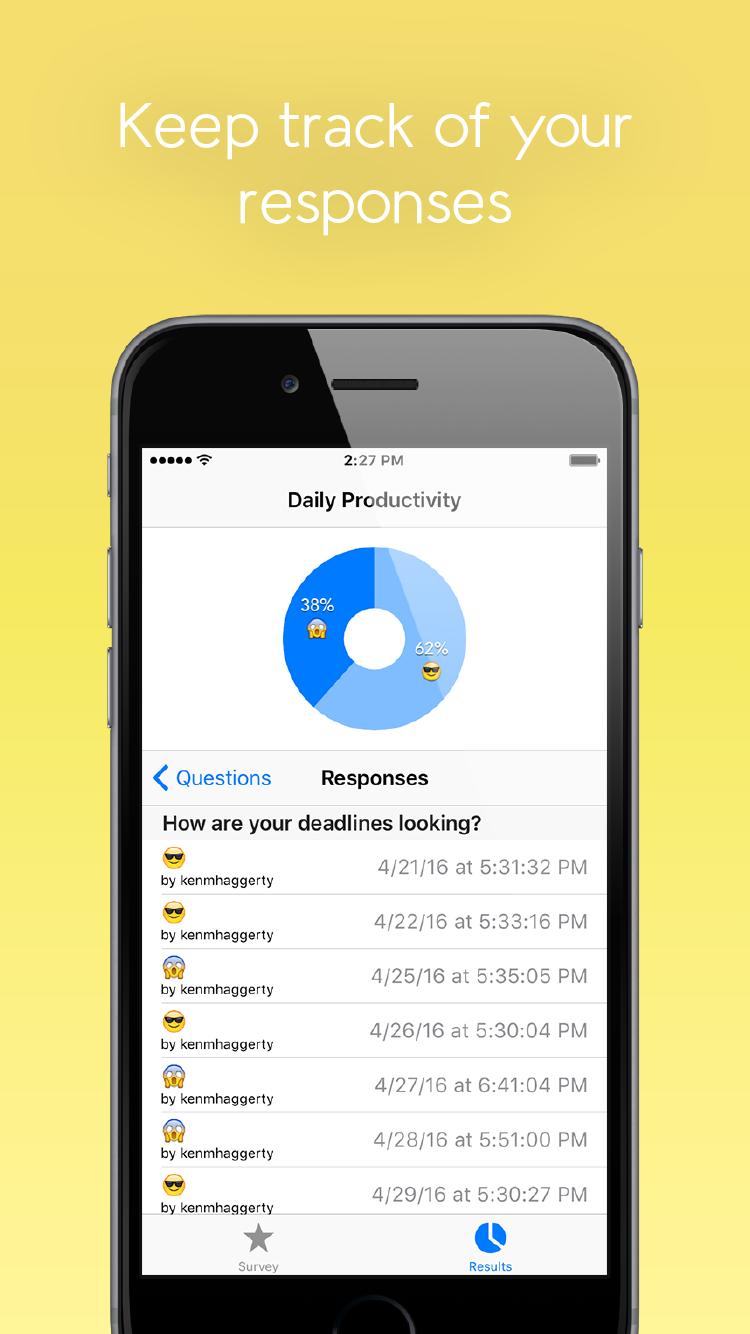 Keep track of your
responses
2:27 PM
Daily Productivity
38%
62%
Questions Responses
How are your deadlines looking?
4/21/16 at 5:31:32 PM
by kenmhaggerty
4/22/16 at 5:33:16 PM
by kenmhaggerty
4/25/16 at 5:35:05 PM
by kenmhaggerty
4/26/16 at 5:30:04 PM
by kenmhaggerty
4/27/16 at 6:41:04 PM
by kenmhaggerty
4/28/16 at 5:51:00 PM
by kenmhaggerty
4/29/16 at 5:30:27 PM
by kenmhaggerty
Survey Results